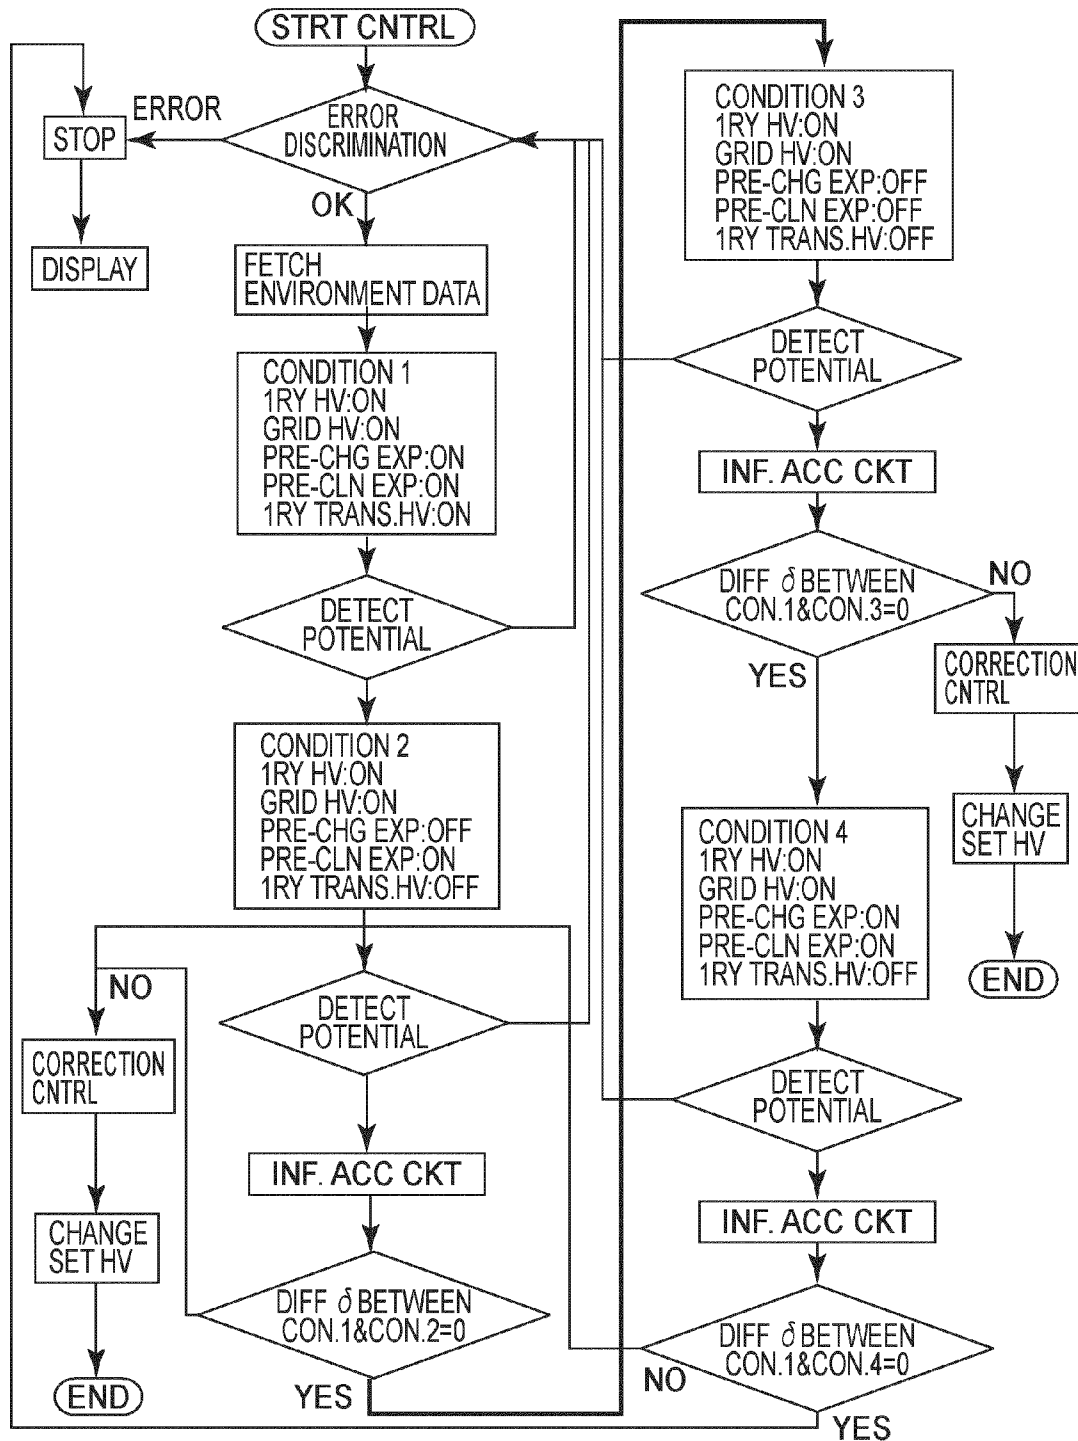 STRT CNTRL
ERROR
DISCRIMINATION
ERROR
STOP
DISPLAY
OK
FETCH
ENVIRONMENT DATA
CONDITION 1
1RY HV:ON
GRID HV:ON
PRE-CHG EXP:ON
PRE-CLN EXP:ON
1RY TRANS.HV:ON
DETECT
POTENTIAL
CONDITION 2
1RY HV:ON
GRID HV:ON
PRE-CHG EXP:OFF
PRE-CLN EXP:ON
1RY TRANS.HV:OFF
DETECT
POTENTIAL
INF. ACC CKT
DIFF δ BETWEEN
CON.1&CON.2=0
NO
CORRECTION
CNTRL
CHANGE
SET HV
END
YES
CONDITION 3
1RY HV:ON
GRID HV:ON
PRE-CHG EXP:OFF
PRE-CLN EXP:OFF
1RY TRANS.HV:OFF
DETECT
POTENTIAL
INF. ACC CKT
DIFF δ BETWEEN
CON.1&CON.3=0
NO
CORRECTION
CNTRL
CHANGE
SET HV
END
YES
CONDITION 4
1RY HV:ON
GRID HV:ON
PRE-CHG EXP:ON
PRE-CLN EXP:ON
1RY TRANS.HV:OFF
DETECT
POTENTIAL
INF. ACC CKT
DIFF δ BETWEEN
CON.1&CON.4=0
NO
YES